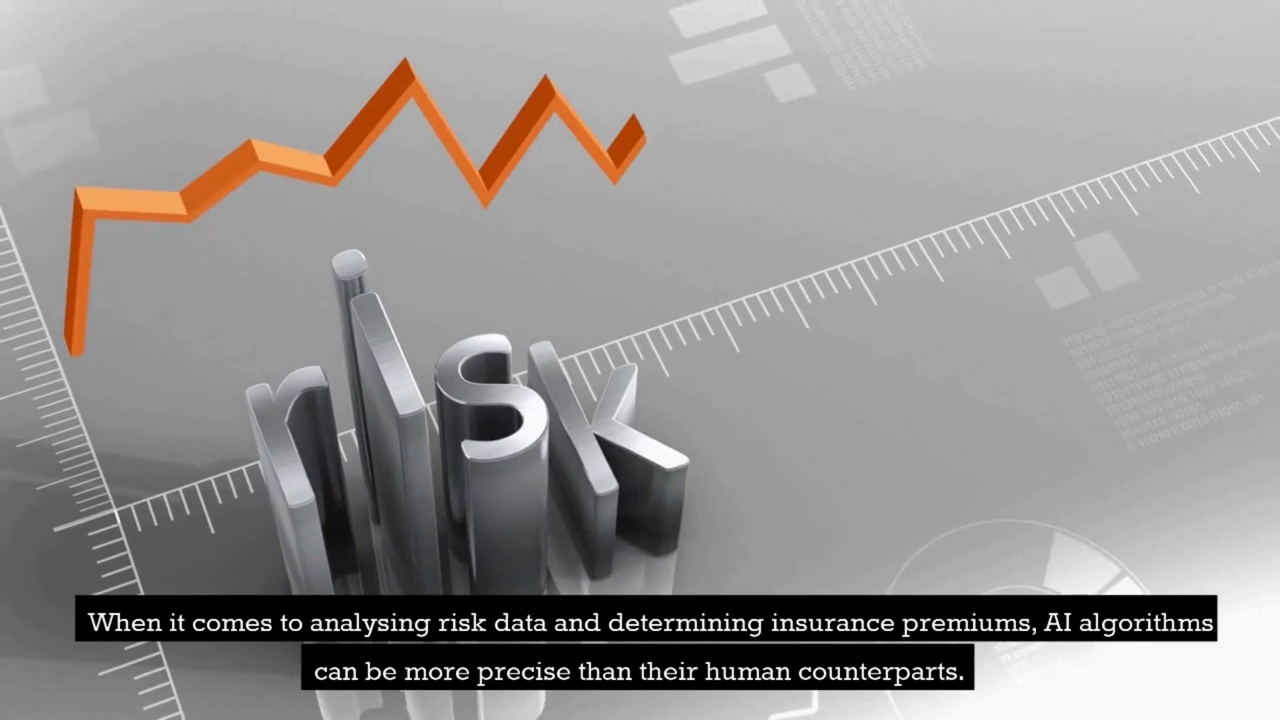 risk
When it comes to analysing risk data and determining insurance premiums, AI algorithms
can be more precise than their human counterparts.